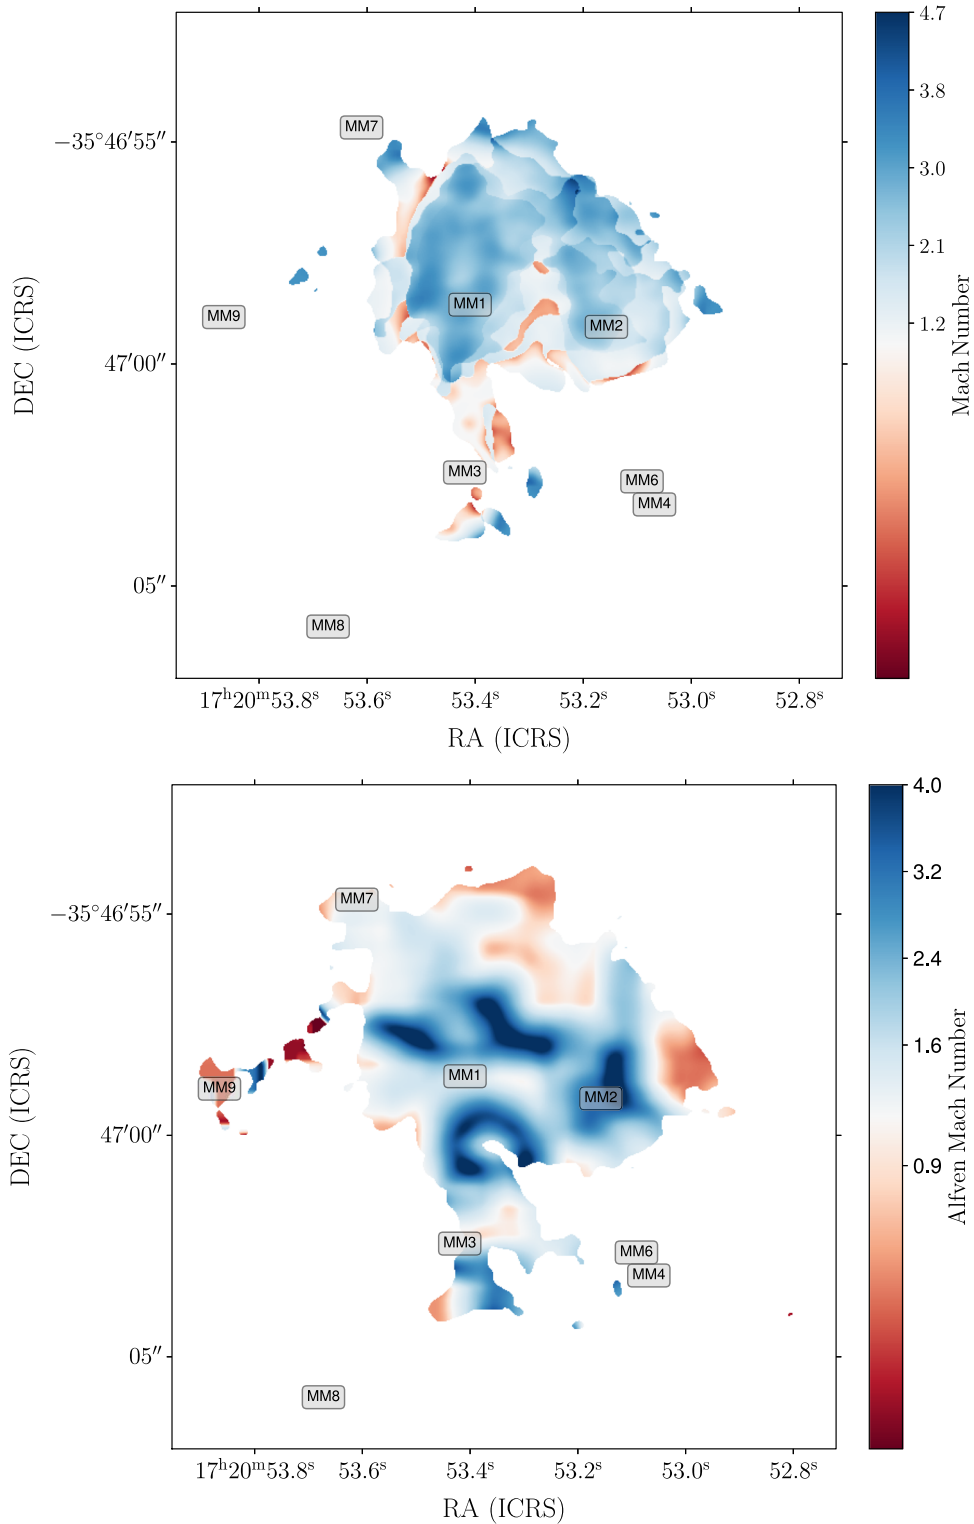 4.7
MM7
−35°46′55″
3.8
3.0
2.1
MM1
MM9
MM2
1.2
DEC (ICRS)
Mach Number
47′00″
MM3
MM6
MM4
05″
MM8
17ʰ20ᵐ53.8ˢ 53.6ˢ 53.4ˢ 53.2ˢ 53.0ˢ 52.8ˢ
RA (ICRS)
4.0
3.2
MM7
−35°46′55″
2.4
1.6
MM1
MM9
MM2
DEC (ICRS)
Alfven Mach Number
47′00″
0.9
MM3
MM6
MM4
05″
MM8
17ʰ20ᵐ53.8ˢ 53.6ˢ 53.4ˢ 53.2ˢ 53.0ˢ 52.8ˢ
RA (ICRS)